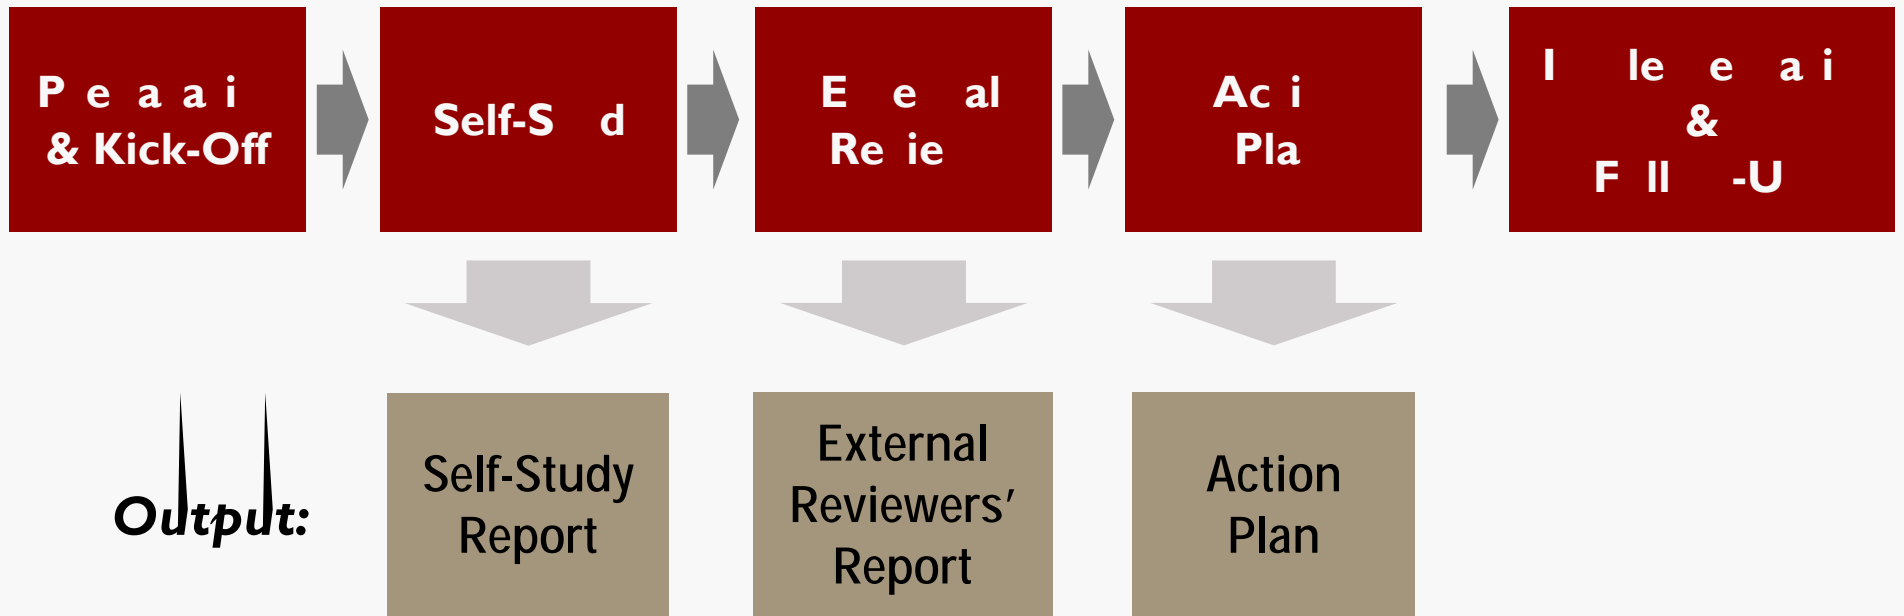 P e a a i
& Kick-Off
Self-S d
E e al
Re ie
Ac i
Pla
I le e a i
&
F ll -U
Output:
Self-Study
Report
External
Reviewers’
Report
Action
Plan